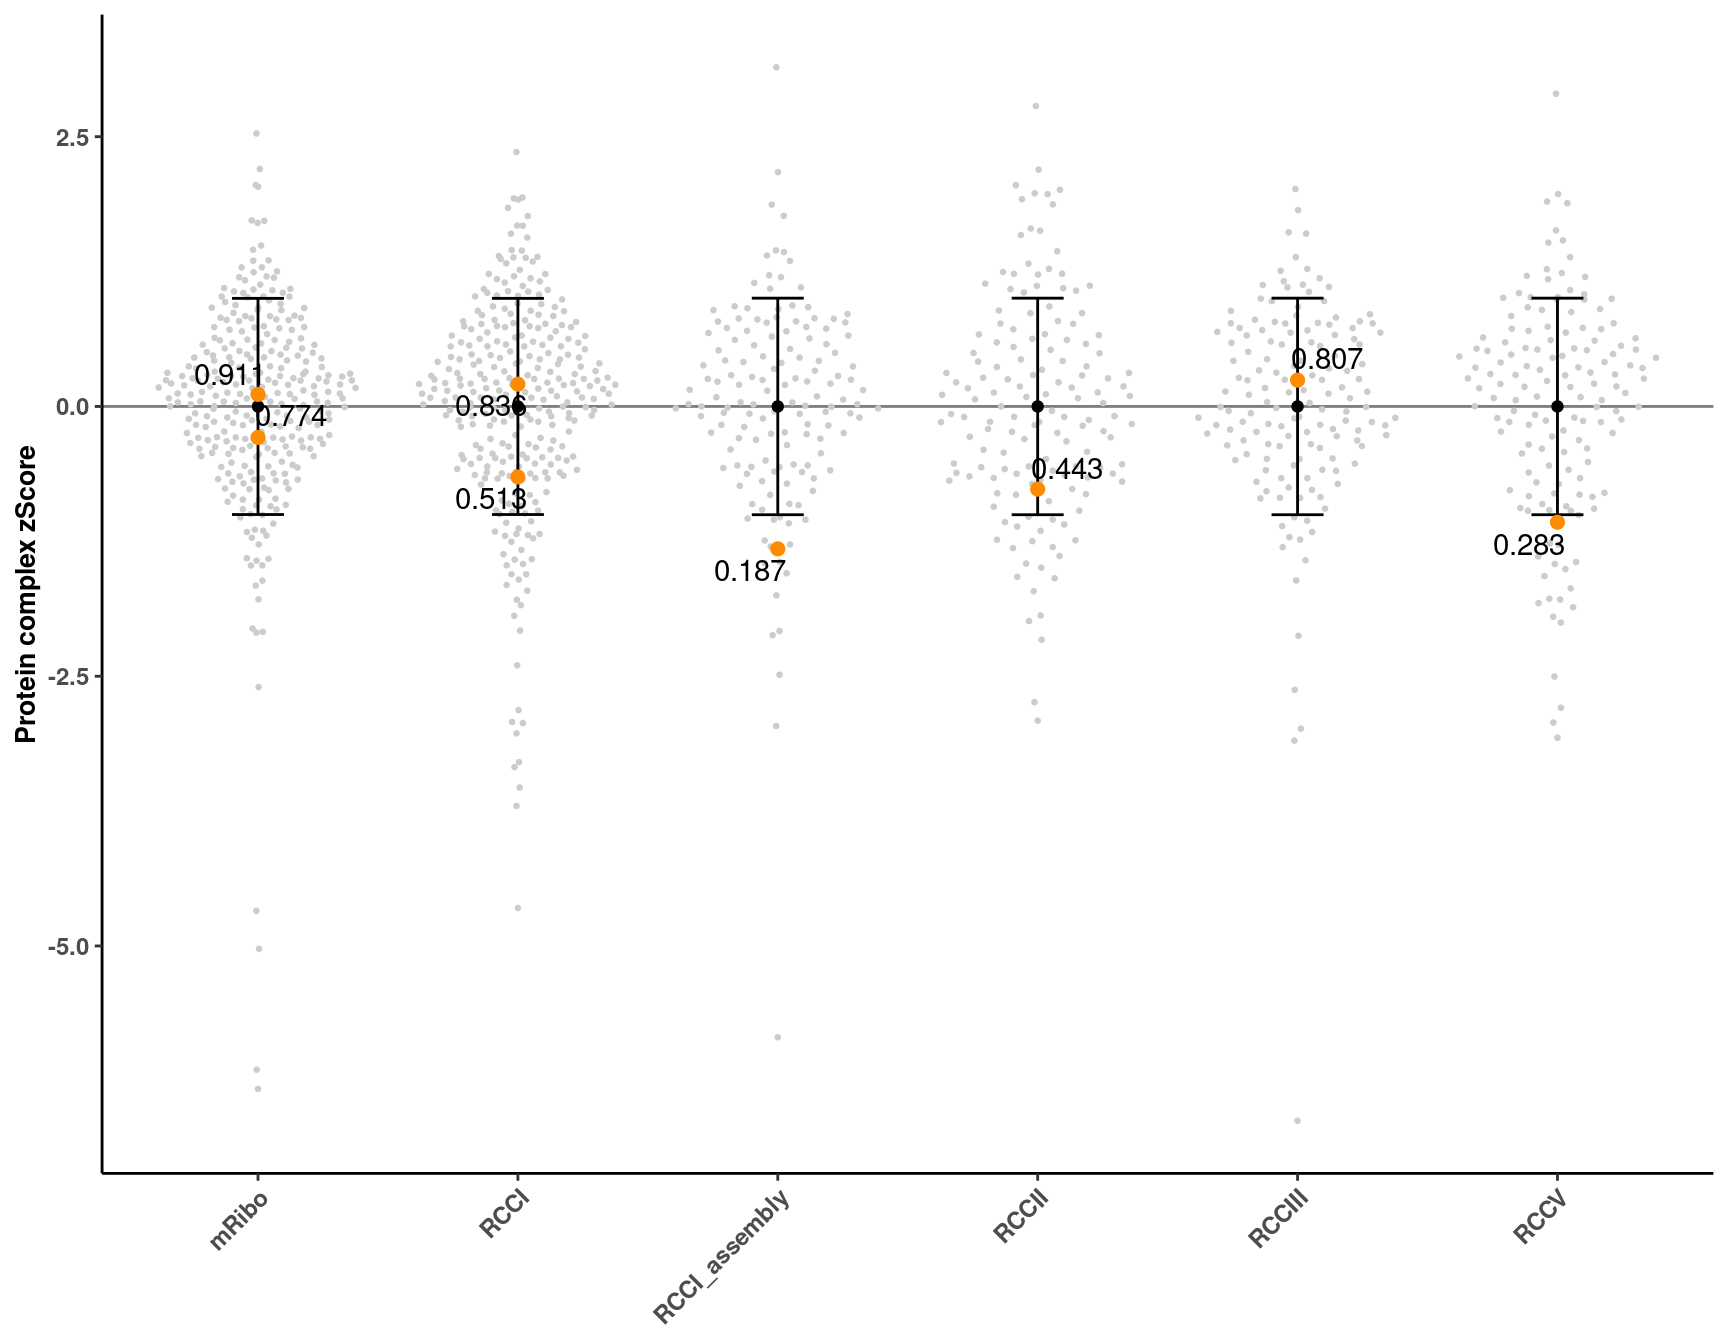 Protein complex zScore
2.5
0.0
-2.5
-5.0
0.911
0.774
0.836
0.513
0.187
0.443
0.807
0.283
mRibo
RCCI
RCCI_assembly
RCCII
RCCIII
RCCV